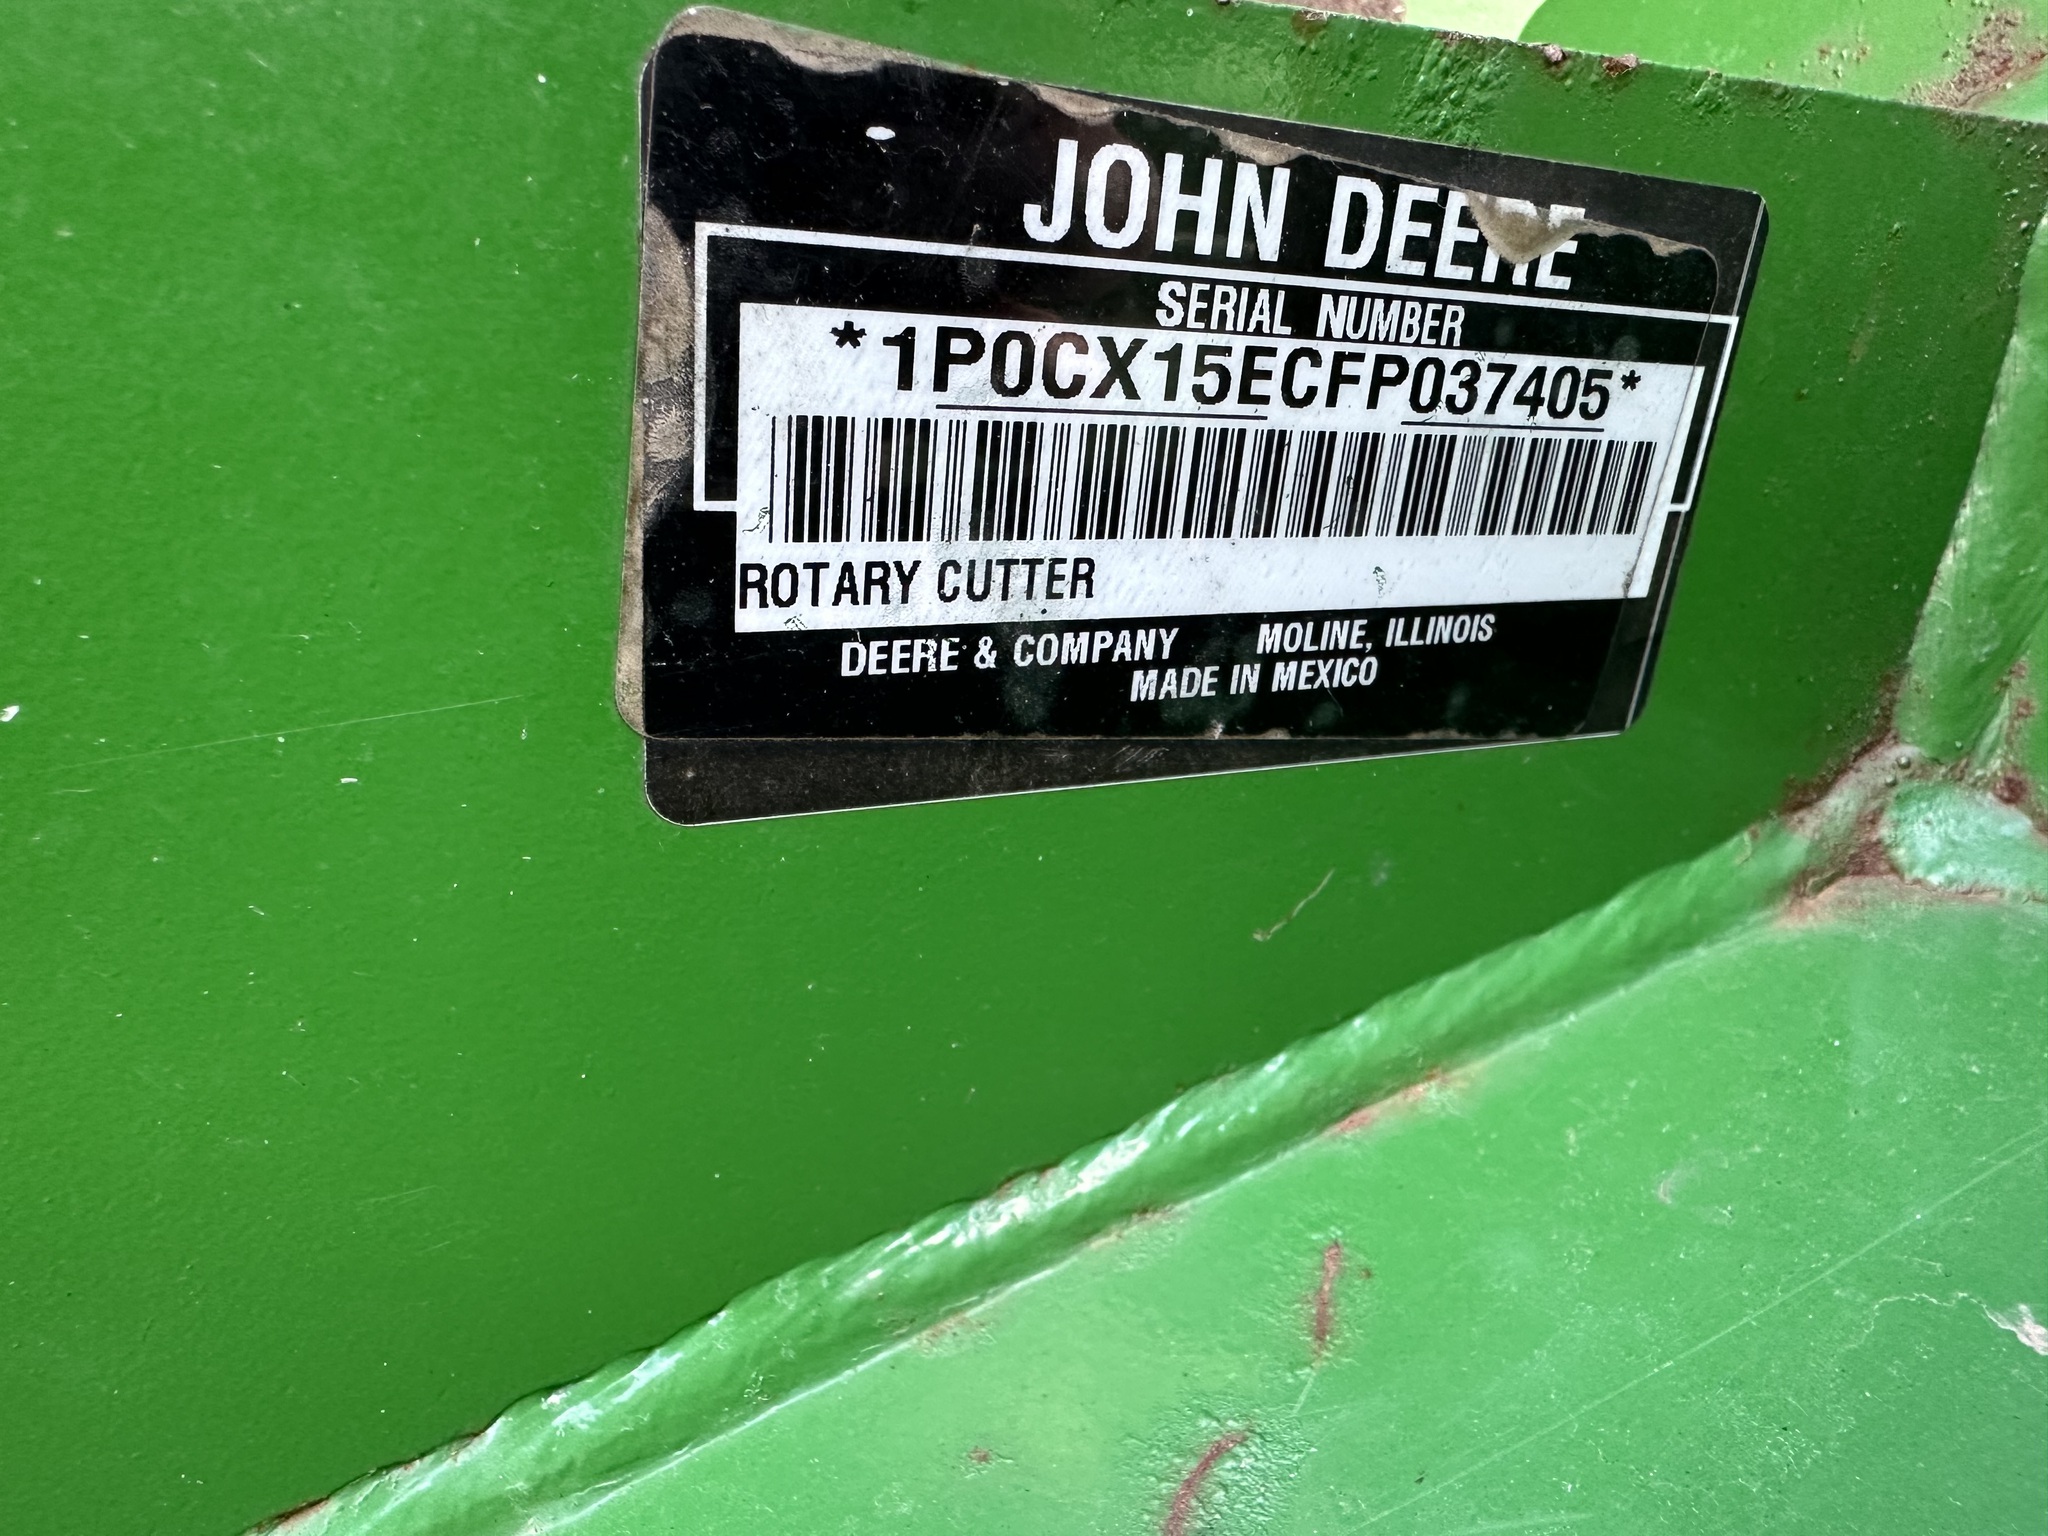 JOHN DEERE
SERIAL NUMBER
*1P0CX15ECFP037405*
ROTARY CUTTER
DEERE & COMPANY MOLINE, ILLINOIS
MADE IN MEXICO